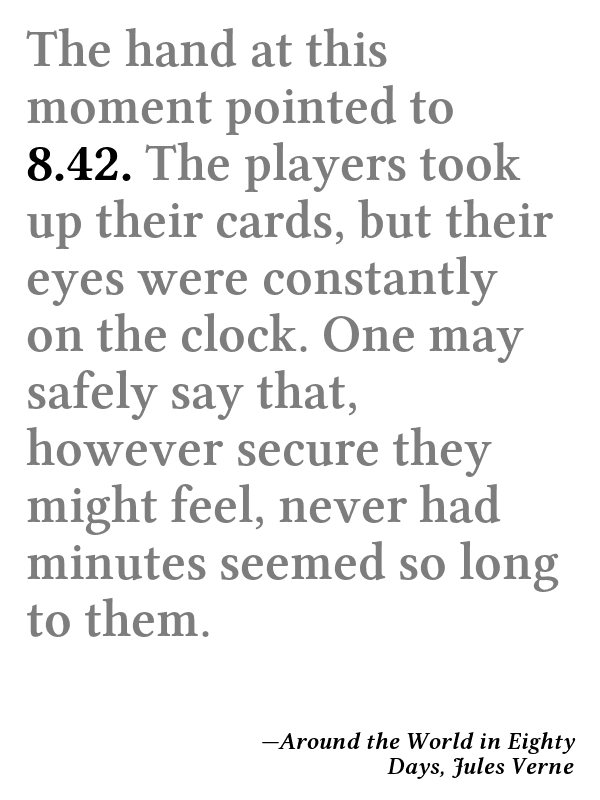 The hand at this
moment pointed to
8.42. The players took
up their cards, but their
eyes were constantly
on the clock. One may
safely say that,
however secure they
might feel, never had
minutes seemed so long
to them.
—Around the World in Eighty
Days, Jules Verne